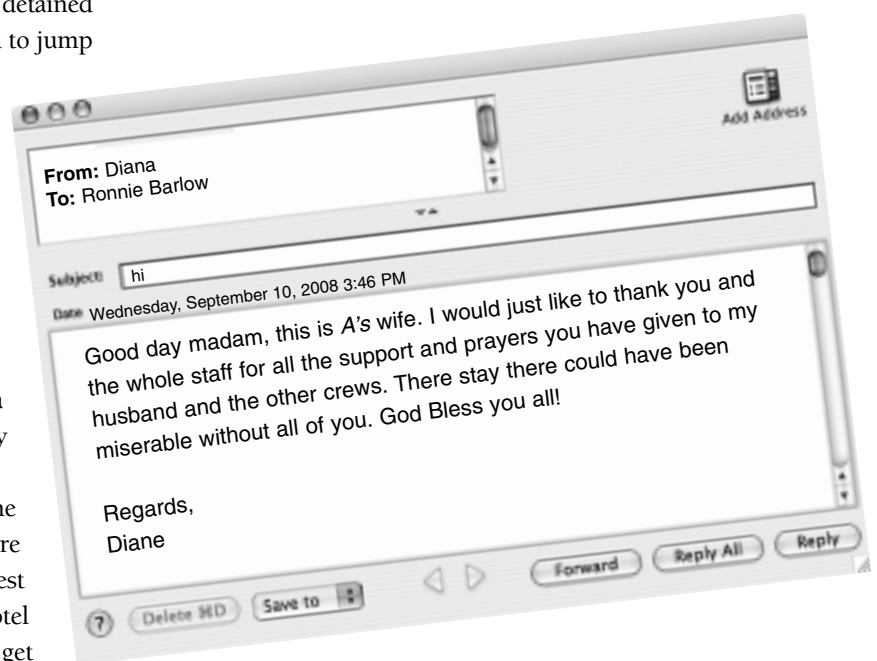 detained
to jump
Add Address
From: Diana
To: Ronnie Barlow
Subject: hi
Date Wednesday, September 10, 2008 3:46 PM
Good day madam, this is A's wife. I would just like to thank you and
the whole staff for all the support and prayers you have given to my
husband and the other crews. There stay there could have been
miserable without all of you. God Bless you all!
Regards,
Diane
? Delete ⌘D Save to Forward Reply All Reply
get